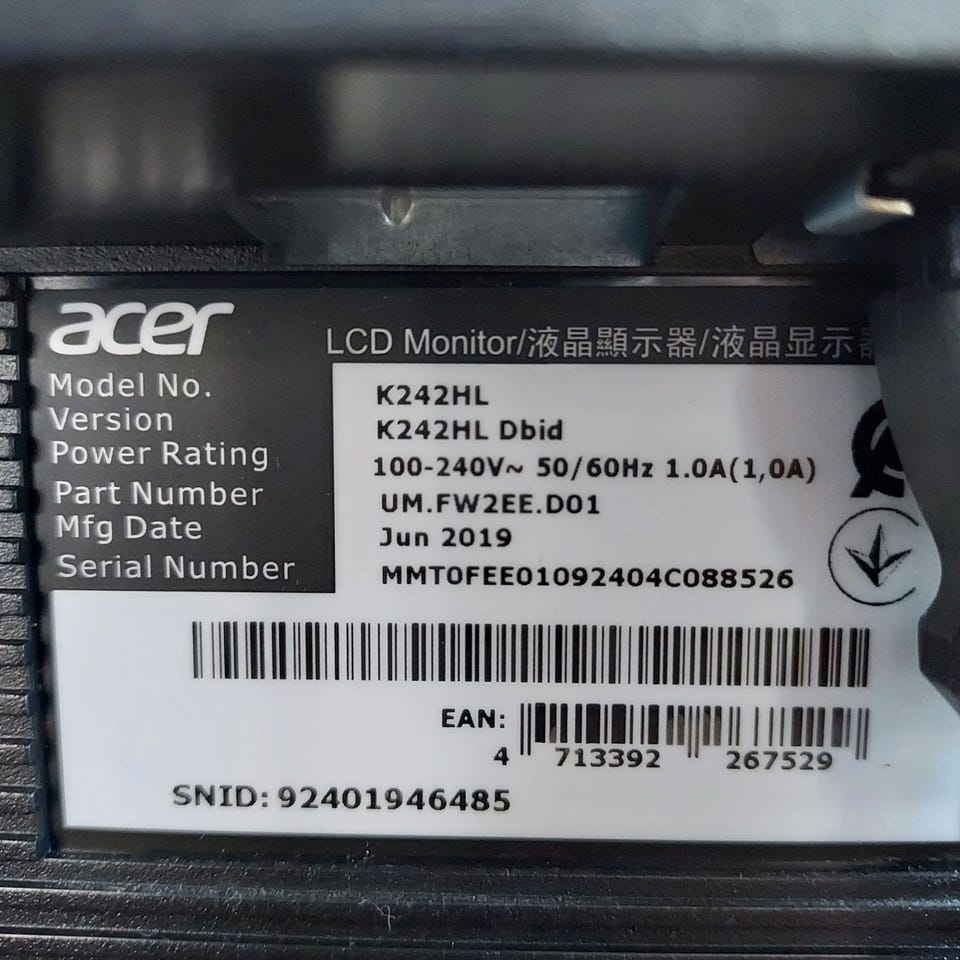 acer
LCD Monitor/液晶顯示器/液晶显示器
Model No. K242HL
Version K242HL Dbid
Power Rating 100-240V~ 50/60Hz 1.0A(1,0A)
Part Number UM.FW2EE.D01
Mfg Date Jun 2019
Serial Number MMT0FEE01092404C088526
EAN:
4 713392 267529
SNID: 92401946485